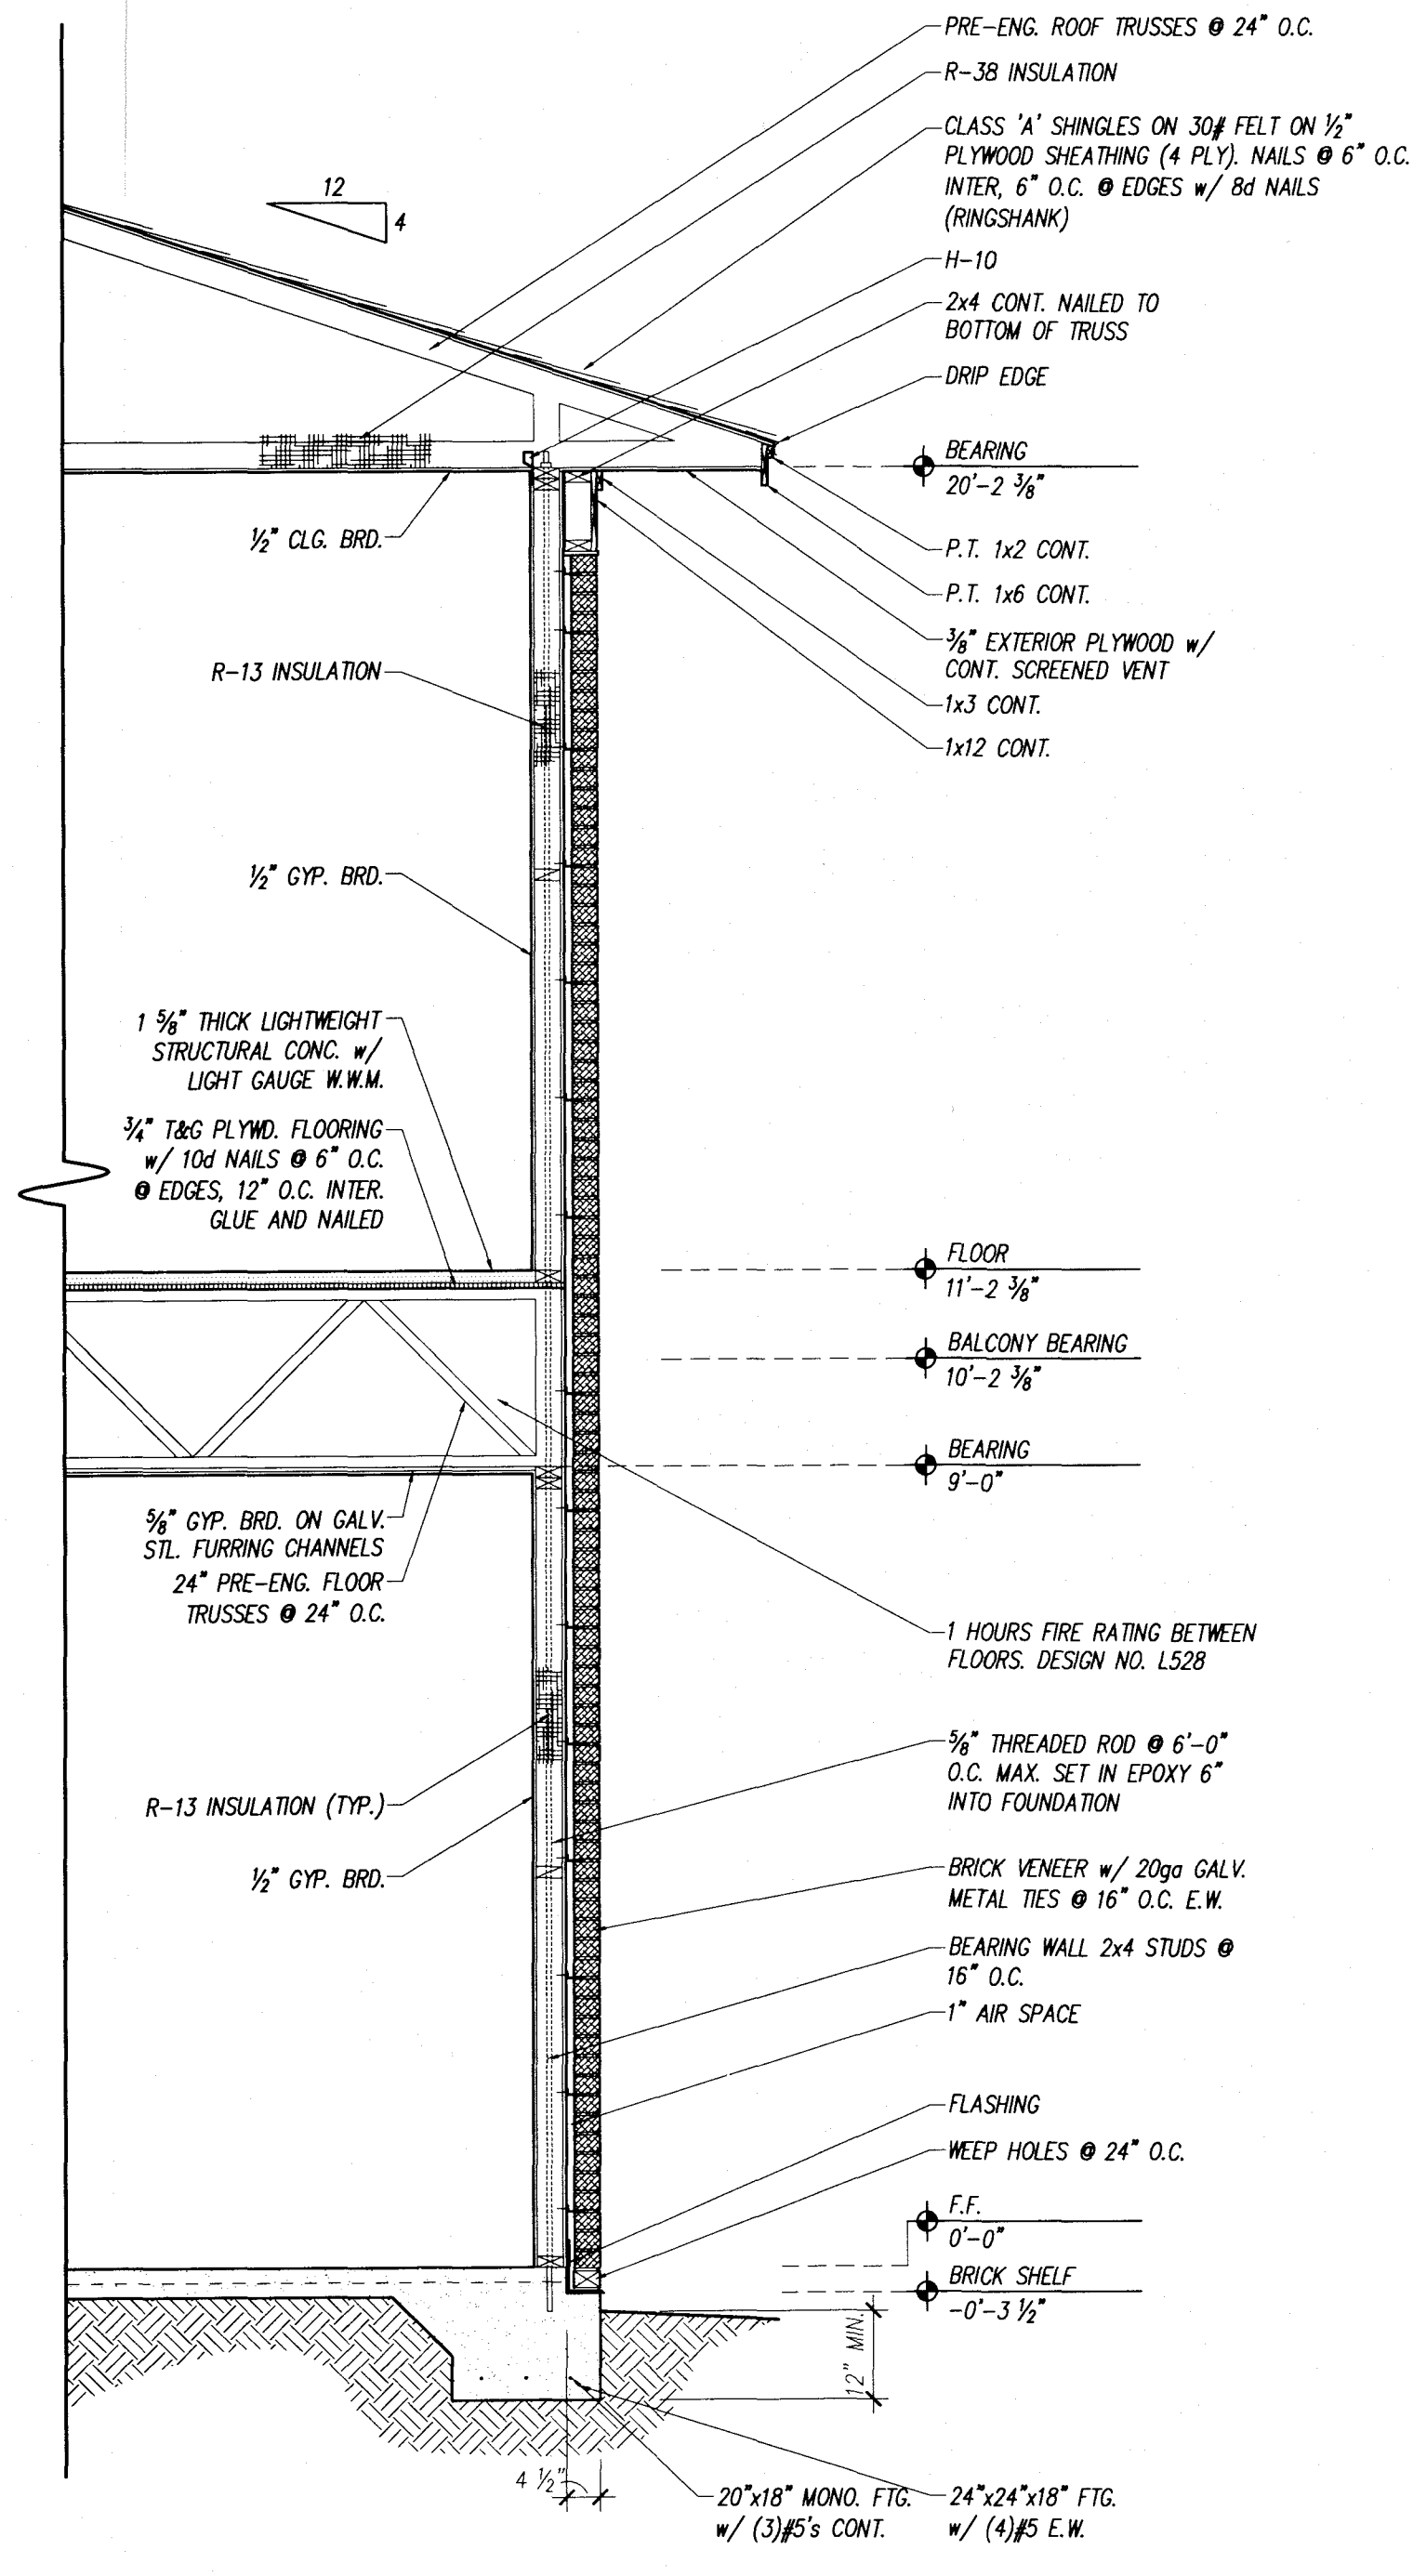 PRE-ENG. ROOF TRUSSES @ 24" O.C.
R-38 INSULATION
CLASS 'A' SHINGLES ON 30# FELT ON ½"
PLYWOOD SHEATHING (4 PLY). NAILS @ 6" O.C.
INTER, 6" O.C. @ EDGES w/ 8d NAILS
(RINGSHANK)
12
4
H-10
2x4 CONT. NAILED TO
BOTTOM OF TRUSS
DRIP EDGE
BEARING
20'-2 ⅜"
½" CLG. BRD.
P.T. 1x2 CONT.
P.T. 1x6 CONT.
⅜" EXTERIOR PLYWOOD w/
CONT. SCREENED VENT
R-13 INSULATION
1x3 CONT.
1x12 CONT.
½" GYP. BRD.
1 ⅝" THICK LIGHTWEIGHT
STRUCTURAL CONC. w/
LIGHT GAUGE W.W.M.
¾" T&G PLYWD. FLOORING
w/ 10d NAILS @ 6" O.C.
@ EDGES, 12" O.C. INTER.
GLUE AND NAILED
FLOOR
11'-2 ⅜"
BALCONY BEARING
10'-2 ⅜"
BEARING
9'-0"
⅝" GYP. BRD. ON GALV.
STL. FURRING CHANNELS
24" PRE-ENG. FLOOR
TRUSSES @ 24" O.C.
1 HOURS FIRE RATING BETWEEN
FLOORS. DESIGN NO. L528
⅝" THREADED ROD @ 6'-0"
O.C. MAX. SET IN EPOXY 6"
INTO FOUNDATION
R-13 INSULATION (TYP.)
½" GYP. BRD.
BRICK VENEER w/ 20ga GALV.
METAL TIES @ 16" O.C. E.W.
BEARING WALL 2x4 STUDS @
16" O.C.
1" AIR SPACE
FLASHING
WEEP HOLES @ 24" O.C.
F.F.
0'-0"
BRICK SHELF
-0'-3 ½"
12" MIN.
4 ½"
20"x18" MONO. FTG.
w/ (3)#5's CONT.
24"x24"x18" FTG.
w/ (4)#5 E.W.